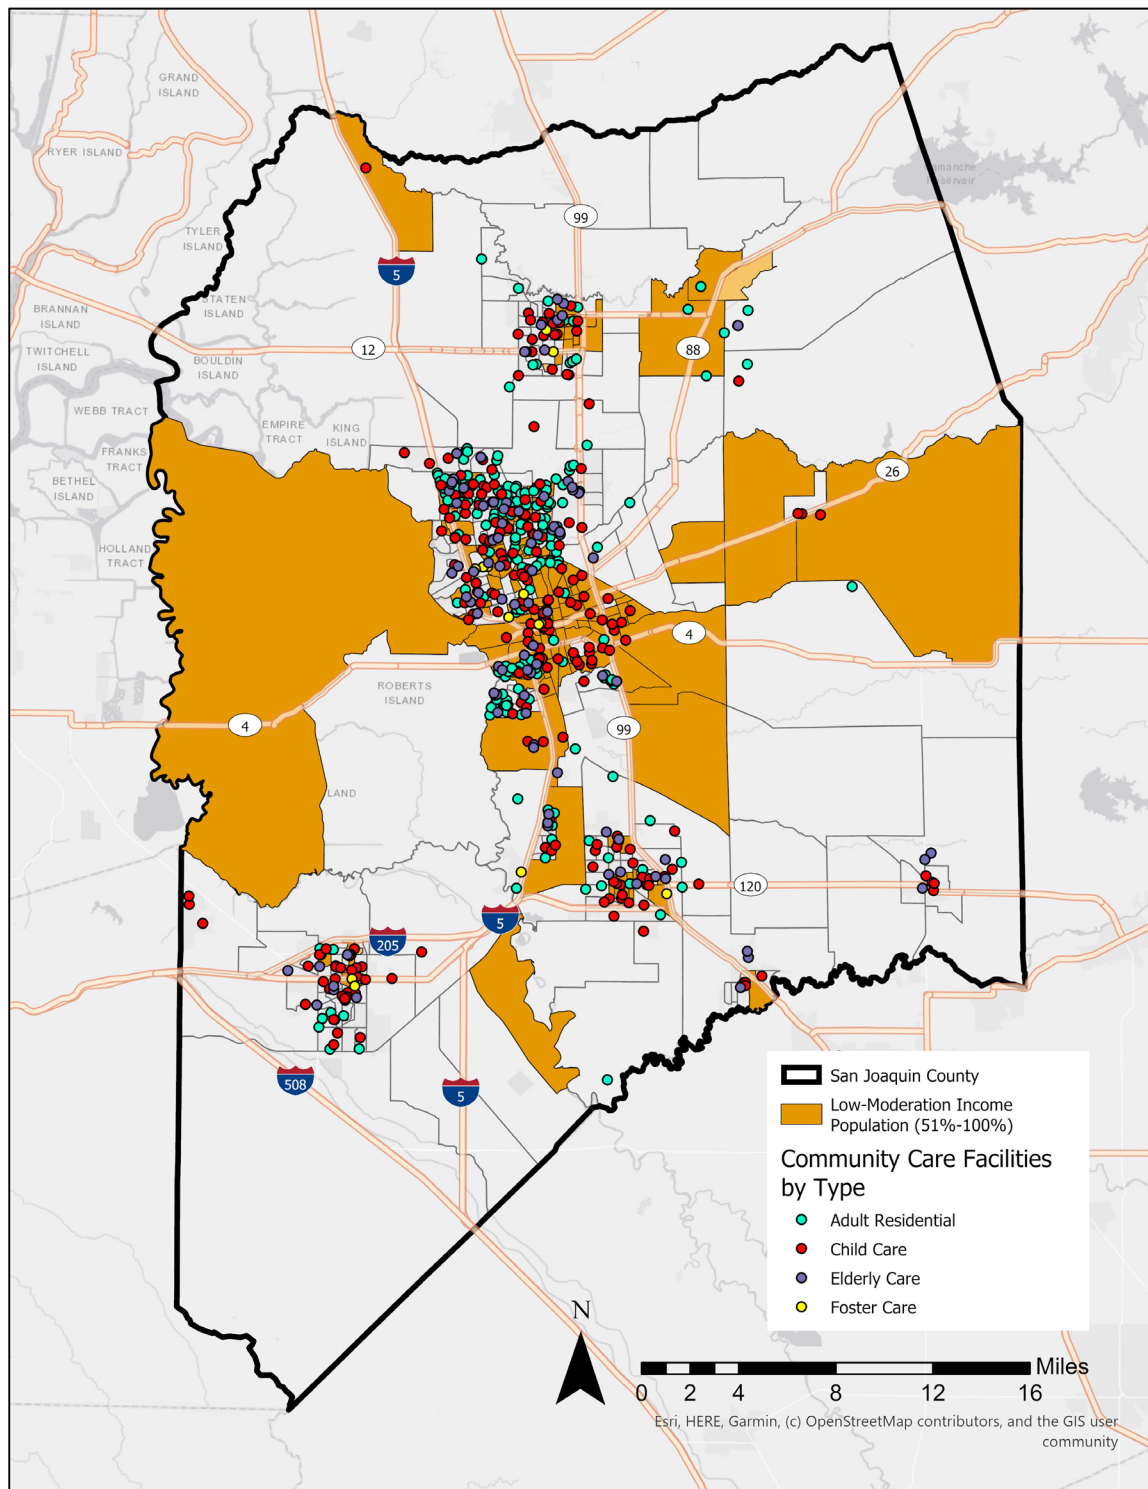 GRAND
ISLAND
RYER ISLAND
TYLER
ISLAND
99
5
STATEN
ISLAND
BRANNAN
ISLAND
12
88
TWITCHELL
ISLAND
BOULDIN
ISLAND
WEBB TRACT
EMPIRE
TRACT
KING
ISLAND
FRANKS
TRACT
26
BETHEL
ISLAND
HOLLAND
TRACT
4
ROBERTS
ISLAND
4
99
LAND
120
5
205
508
5
San Joaquin County
Low-Moderation Income
Population (51%-100%)
Community Care Facilities
by Type
Adult Residential
Child Care
Elderly Care
Foster Care
N
Miles
0 2 4 8 12 16
Esri, HERE, Garmin, (c) OpenStreetMap contributors, and the GIS user
community